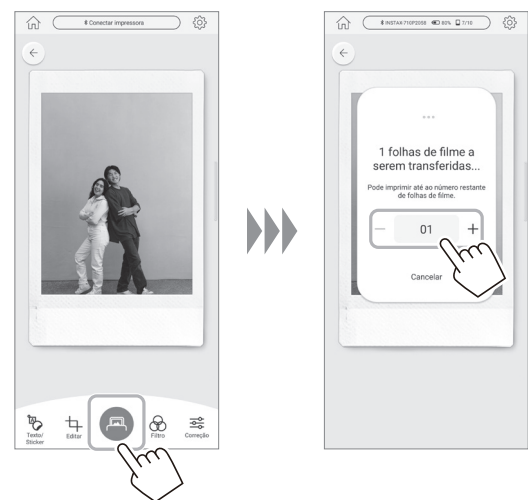 Conectar impressora
Texto/
Sticker
Editar
Filtro
Correção
INSTAX-710P2058 80% 7/10
1 folhas de filme a
serem transferidas...
Pode imprimir até ao número restante
de folhas de filme.
01
Cancelar